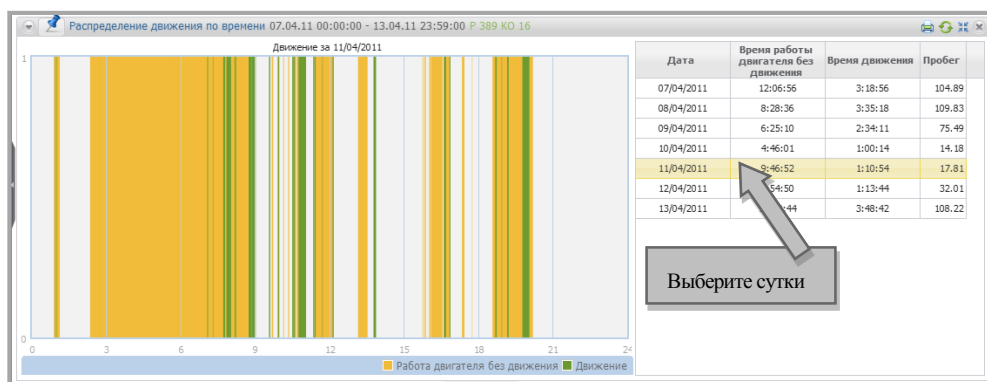 Распределение движения по времени 07.04.11 00:00:00 - 13.04.11 23:59:00 Р 389 КО 16
Движение за 11/04/2011
1
0
0 3 6 9 12 15 18 21 24
Работа двигателя без движения Движение
Дата Время работы двигателя без движения Время движения Пробег
07/04/2011 12:06:56 3:18:56 104.89
08/04/2011 8:28:36 3:35:18 109.83
09/04/2011 6:25:10 2:34:11 75.49
10/04/2011 4:46:01 1:00:14 14.18
11/04/2011 9:46:52 1:10:54 17.81
12/04/2011 54:50 1:13:44 32.01
13/04/2011 :44 3:48:42 108.22
Выберите сутки